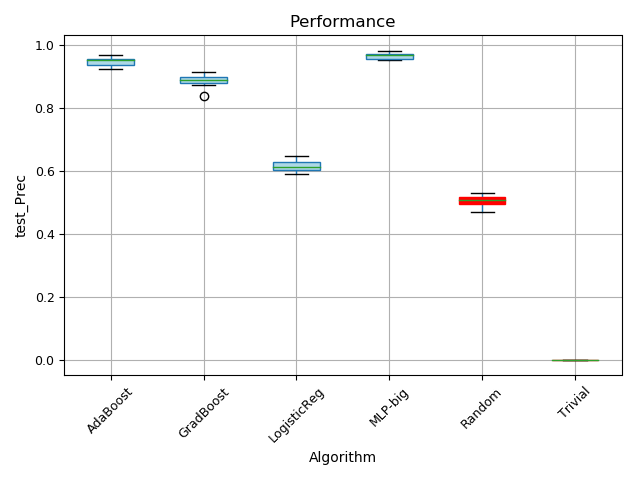 Performance
1.0
0.8
0.6
0.4
0.2
0.0
test_Prec
AdaBoost
GradBoost
LogisticReg
MLP-big
Random
Trivial
Algorithm